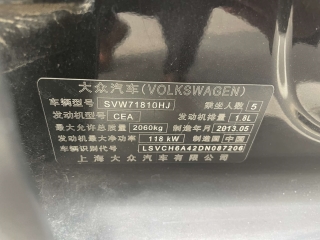 大众汽车(VOLKSWAGEN)
车辆型号 SVW71810HJ 乘坐人数 5
发动机型号 CEA 发动机排量 1.8L
最大允许总质量 2060kg 制造年月 2013.05
发动机最大净功率 118 kW 制造国 中国
车辆识别代号 LSVCH6A42DN087206
上海大众汽车有限公司